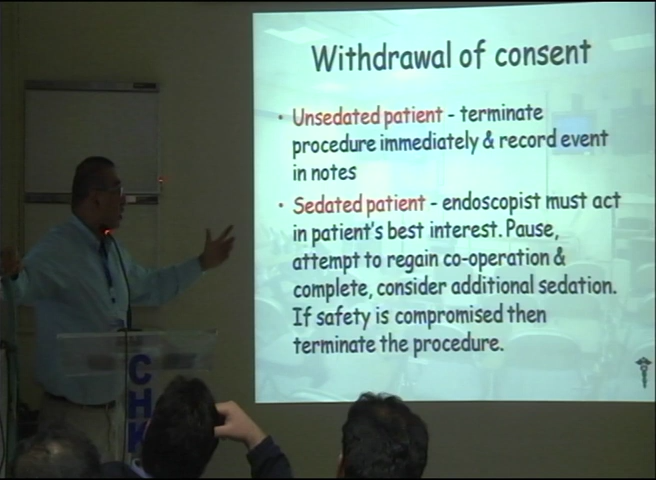 Withdrawal of consent
• Unsedated patient - terminate
procedure immediately & record event
in notes
• Sedated patient - endoscopist must act
in patient's best interest. Pause,
attempt to regain co-operation &
complete, consider additional sedation.
If safety is compromised then
terminate the procedure.
CHK